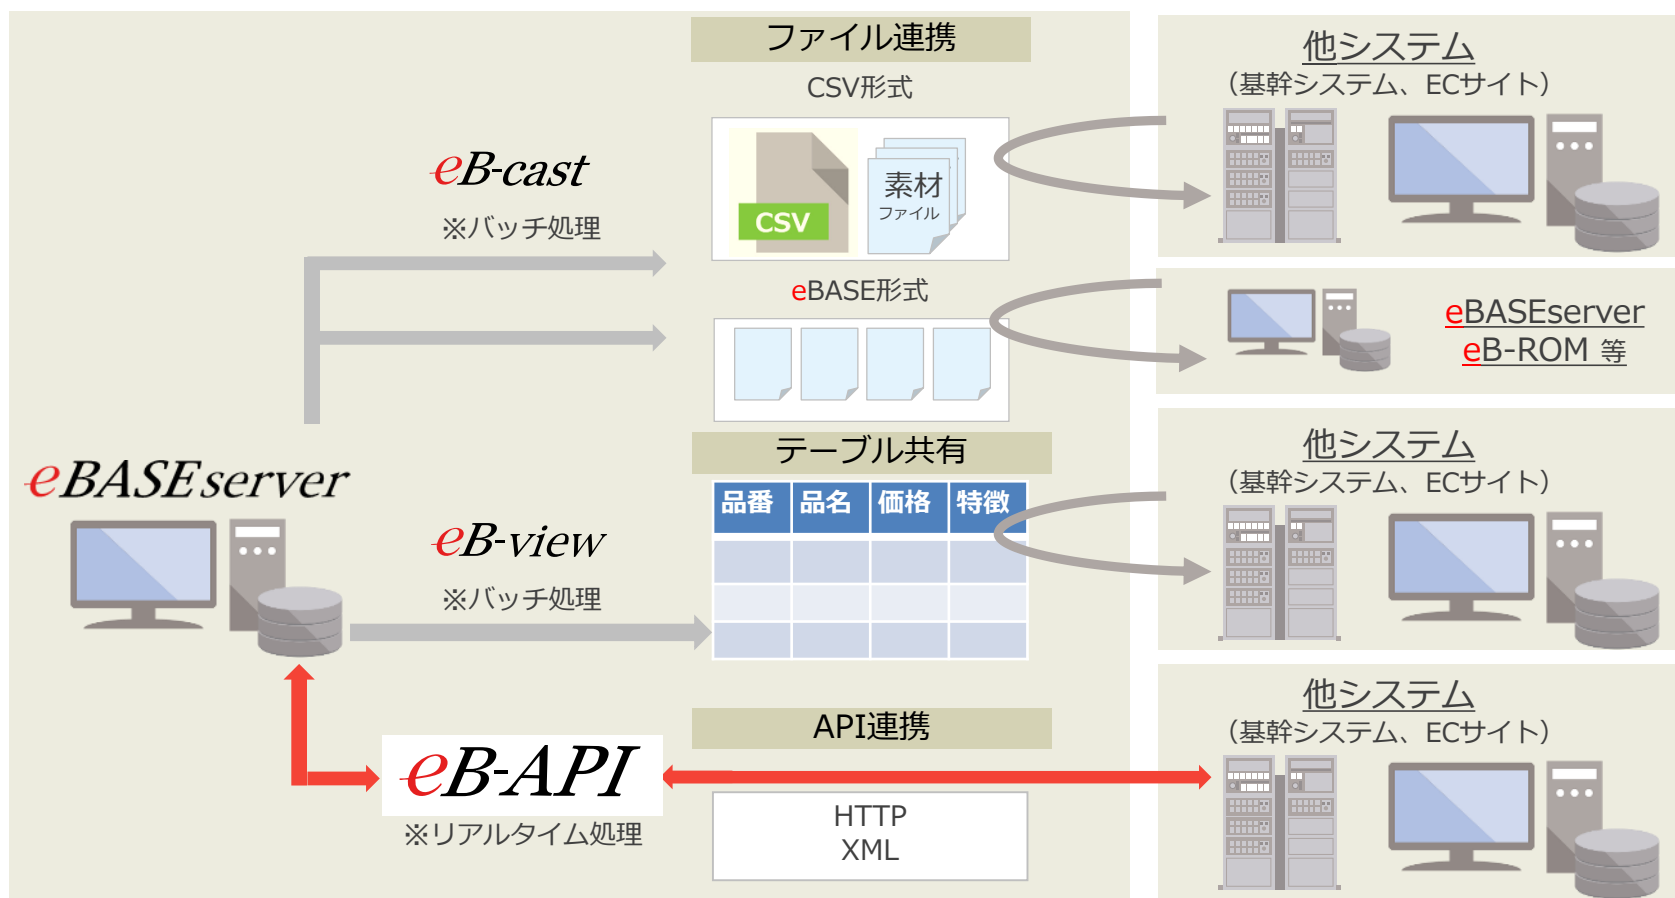 ファイル連携
CSV形式
CSV
素材
ファイル
eB-cast
※バッチ処理
eBASE形式
他システム
（基幹システム、ECサイト）
eBASEserver
eB-ROM 等
eBASEserver
テーブル共有
品番 品名 価格 特徴
eB-view
※バッチ処理
他システム
（基幹システム、ECサイト）
API連携
eB-API
※リアルタイム処理
HTTP
XML
他システム
（基幹システム、ECサイト）